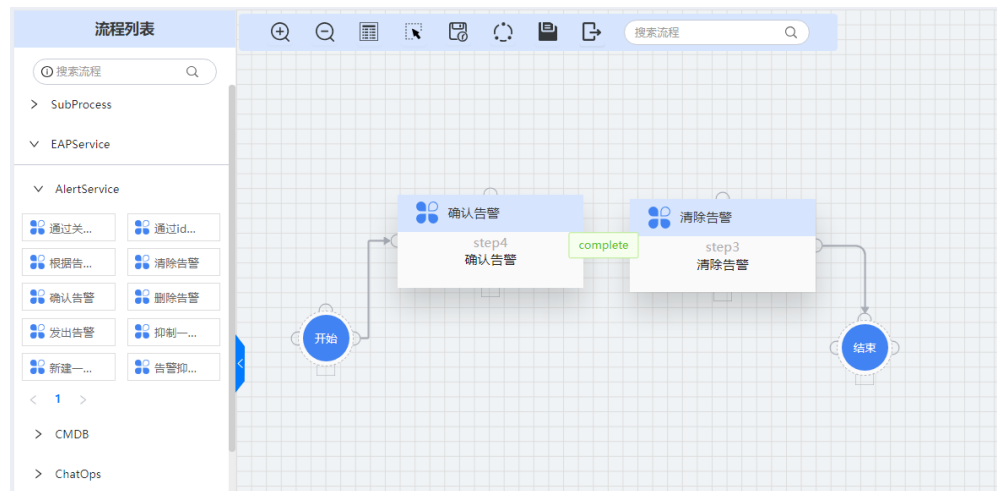 流程列表
搜索流程
搜索流程
SubProcess
EAPService
AlertService
通过关...
通过id...
根据告...
清除告警
确认告警
删除告警
发出告警
抑制一...
新建一...
告警抑...
1
CMDB
ChatOps
开始
确认告警
step4
确认告警
complete
清除告警
step3
清除告警
结束